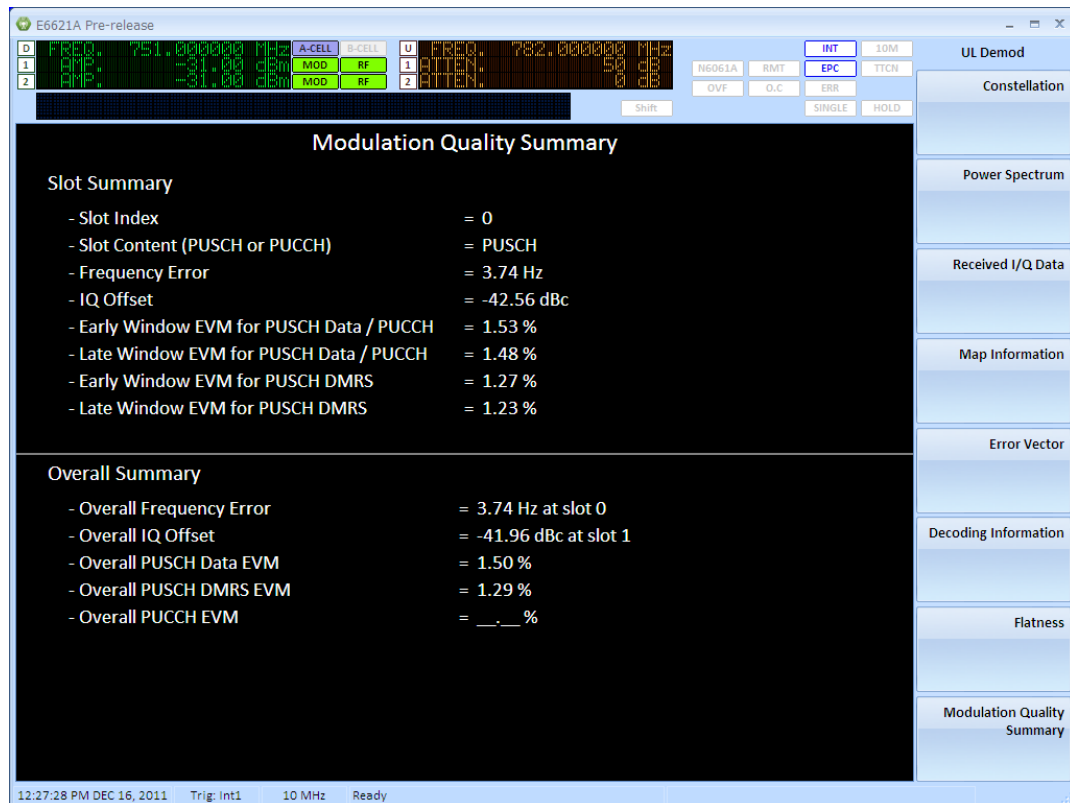 E6621A Pre-release
D FREQ. 751.000000 MHz A-CELL B-CELL U FREQ. 782.000000 MHz INT 10M
1 AMP. -31.00 dBm MOD RF 1 ATTEN. 50 dB N6061A RMT EPC TTCN
2 AMP. -31.00 dBm MOD RF 2 ATTEN. 0 dB OVF O.C ERR
Shift SINGLE HOLD
UL Demod
Constellation
Power Spectrum
Received I/Q Data
Map Information
Error Vector
Decoding Information
Flatness
Modulation Quality
Summary
Modulation Quality Summary
Slot Summary
- Slot Index = 0
- Slot Content (PUSCH or PUCCH) = PUSCH
- Frequency Error = 3.74 Hz
- IQ Offset = -42.56 dBc
- Early Window EVM for PUSCH Data / PUCCH = 1.53 %
- Late Window EVM for PUSCH Data / PUCCH = 1.48 %
- Early Window EVM for PUSCH DMRS = 1.27 %
- Late Window EVM for PUSCH DMRS = 1.23 %
Overall Summary
- Overall Frequency Error = 3.74 Hz at slot 0
- Overall IQ Offset = -41.96 dBc at slot 1
- Overall PUSCH Data EVM = 1.50 %
- Overall PUSCH DMRS EVM = 1.29 %
- Overall PUCCH EVM = __.__ %
12:27:28 PM DEC 16, 2011 Trig: Int1 10 MHz Ready